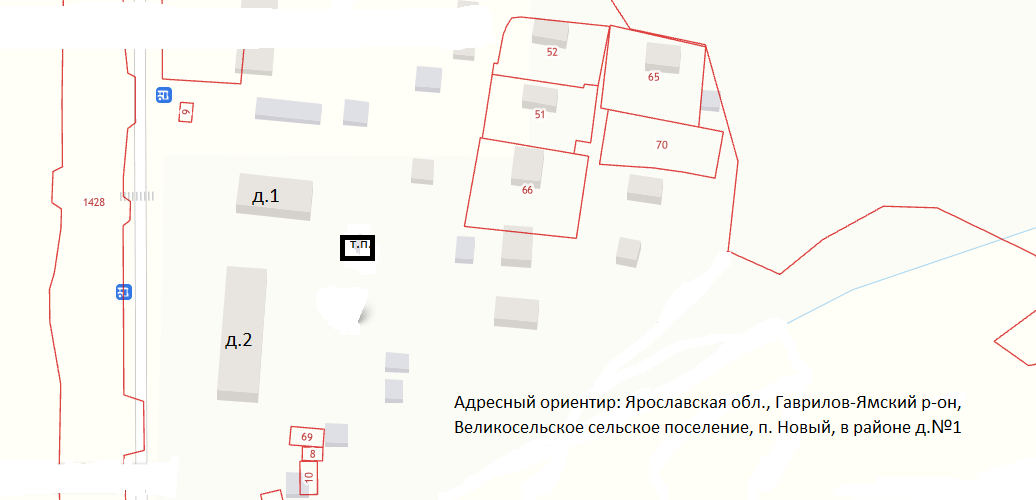 52
65
51
70
66
9
1428
д.1
т.п.
д.2
Адресный ориентир: Ярославская обл., Гаврилов-Ямский р-он,
Великосельское сельское поселение, п. Новый, в районе д.№1
69
8
10